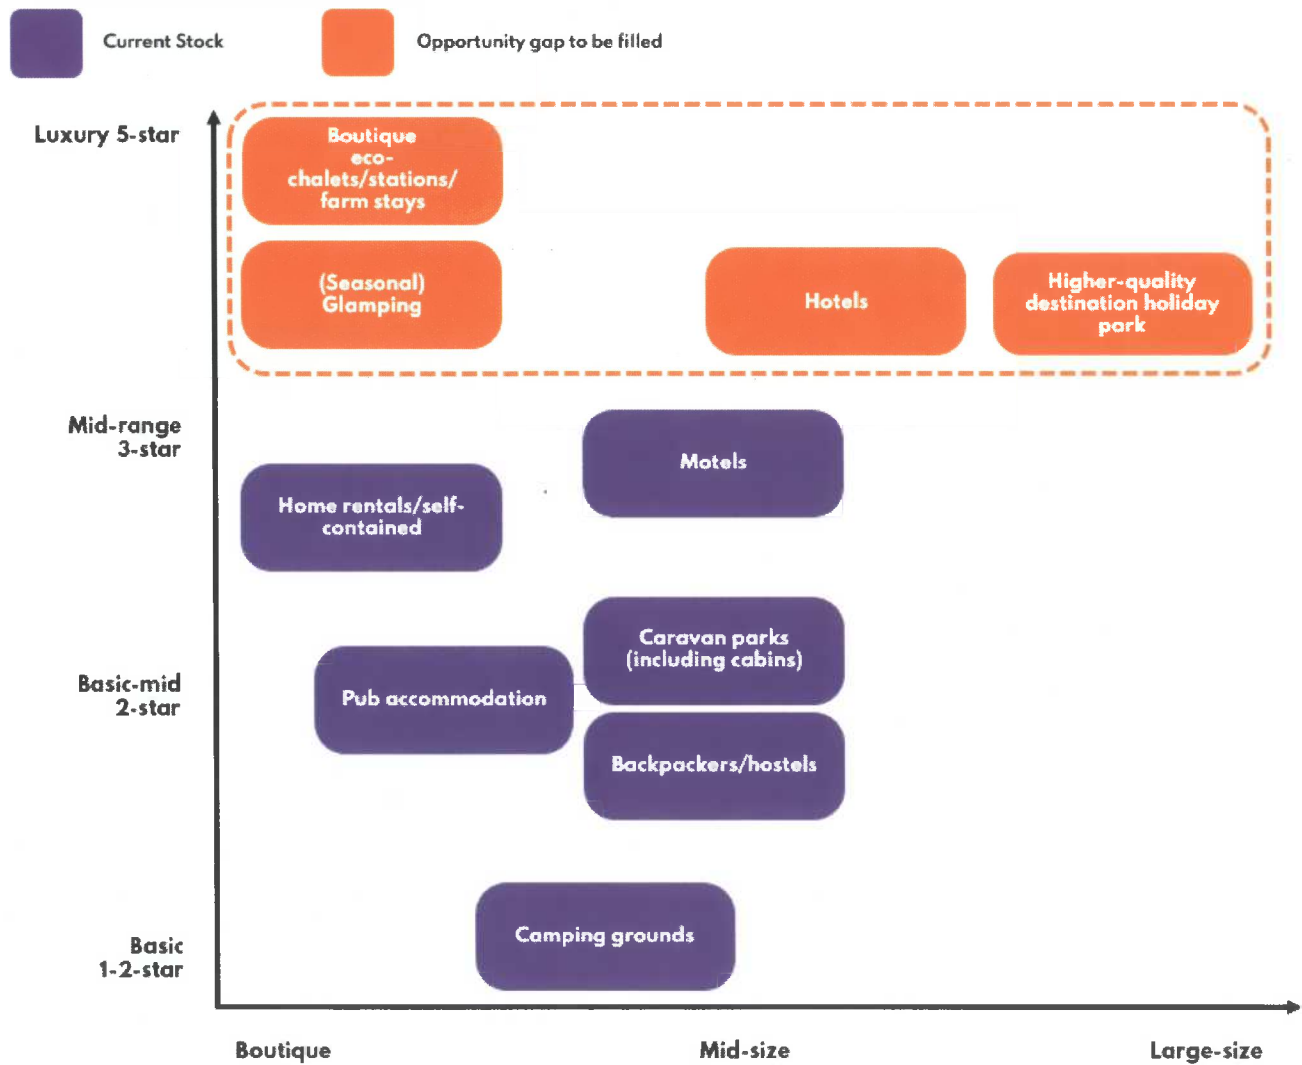 Current Stock
Opportunity gap to be filled
Luxury 5-star
Boutique
eco-
chalets/stations/
farm stays
(Seasonal)
Glamping
Hotels
Higher-quality
destination holiday
park
Mid-range
3-star
Motels
Home rentals/self-
contained
Caravan parks
(including cabins)
Basic-mid
2-star
Pub accommodation
Backpackers/hostels
Camping grounds
Basic
1-2-star
Boutique
Mid-size
Large-size